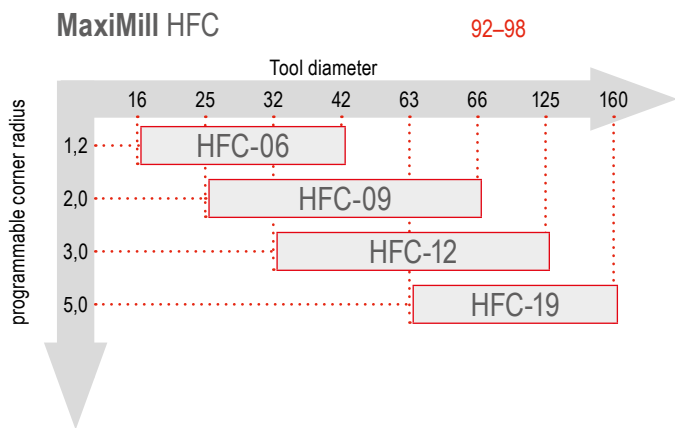 MaxiMill HFC 92–98
Tool diameter
16 25 32 42 63 66 125 160
programmable corner radius
1,2 HFC-06
2,0 HFC-09
3,0 HFC-12
5,0 HFC-19